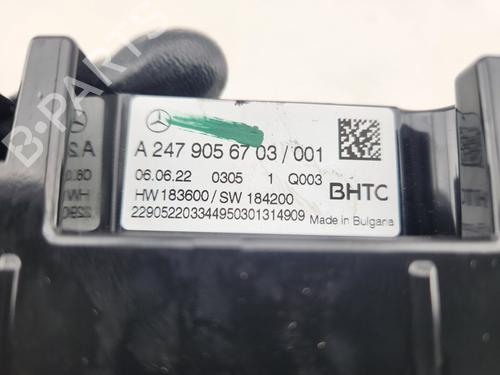 A 247 905 67 03 / 001
06.06.22 0305 1 Q003
HW 183600 / SW 184200
229052203344950301314909
BHTC
Made in Bulgaria
B-PARTS